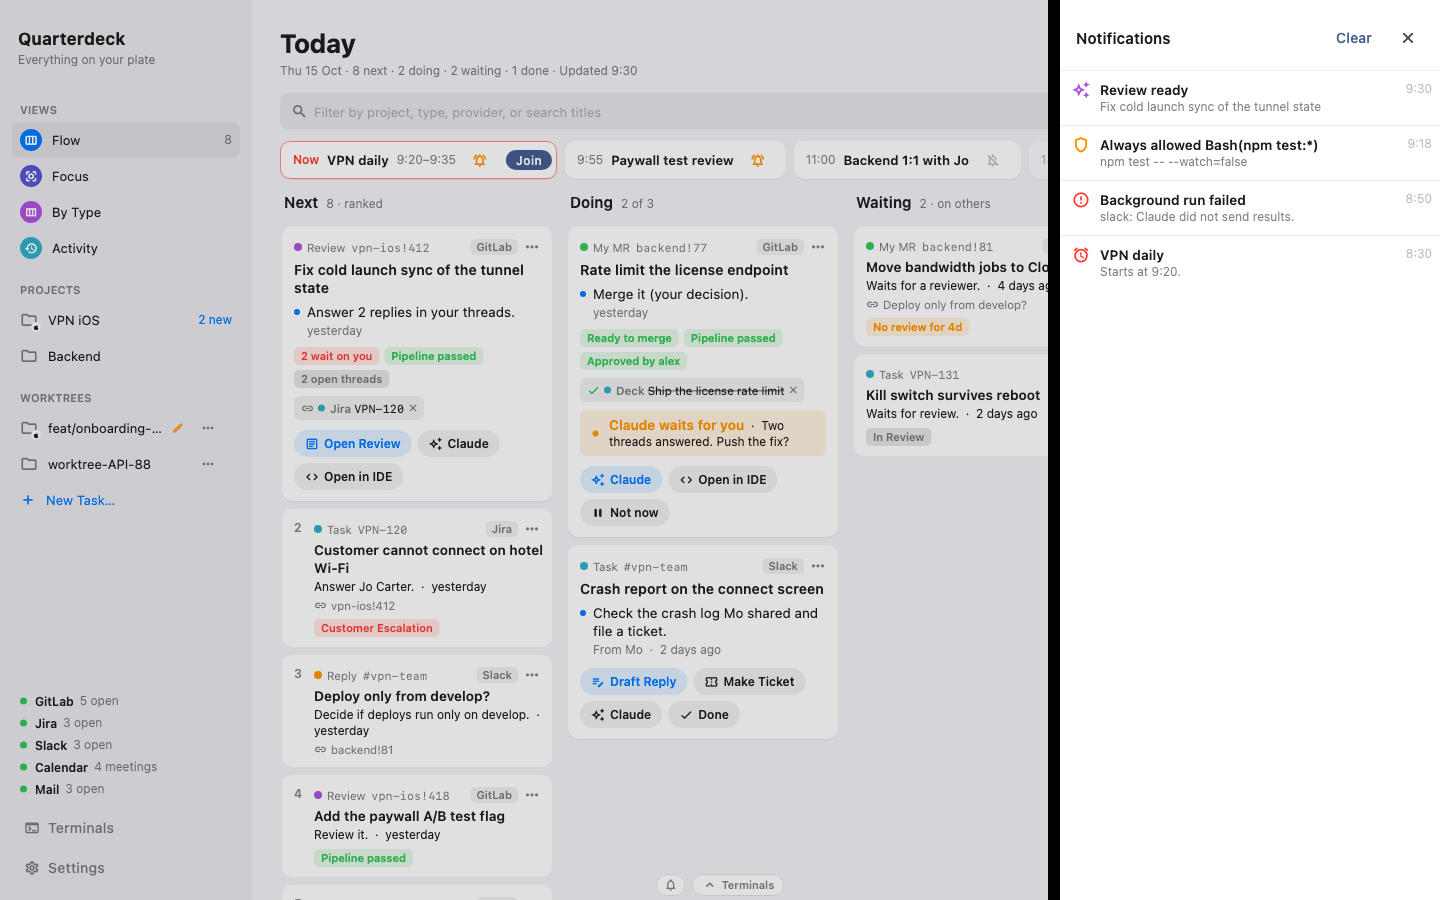 Quarterdeck
Everything on your plate
VIEWS
Flow 8
Focus
By Type
Activity
PROJECTS
VPN iOS 2 new
Backend
WORKTREES
feat/onboarding-...
worktree-API-88
New Task...
GitLab 5 open
Jira 3 open
Slack 3 open
Calendar 4 meetings
Mail 3 open
Terminals
Settings
Today
Thu 15 Oct · 8 next · 2 doing · 2 waiting · 1 done · Updated 9:30
Filter by project, type, provider, or search titles
Now VPN daily 9:20–9:35 Join
9:55 Paywall test review
11:00 Backend 1:1 with Jo
Next 8 · ranked
Review vpn-ios!412 GitLab
Fix cold launch sync of the tunnel
state
Answer 2 replies in your threads.
yesterday
2 wait on you Pipeline passed
2 open threads
Jira VPN-120
Open Review Claude
Open in IDE
2 Task VPN-120 Jira
Customer cannot connect on hotel
Wi-Fi
Answer Jo Carter. · yesterday
vpn-ios!412
Customer Escalation
3 Reply #vpn-team Slack
Deploy only from develop?
Decide if deploys run only on develop. ·
yesterday
backend!81
4 Review vpn-ios!418 GitLab
Add the paywall A/B test flag
Review it. · yesterday
Pipeline passed
Doing 2 of 3
My MR backend!77 GitLab
Rate limit the license endpoint
Merge it (your decision).
yesterday
Ready to merge Pipeline passed
Approved by alex
Deck Ship the license rate limit
Claude waits for you · Two
threads answered. Push the fix?
Claude Open in IDE
Not now
Task #vpn-team Slack
Crash report on the connect screen
Check the crash log Mo shared and
file a ticket.
From Mo · 2 days ago
Draft Reply Make Ticket
Claude Done
Waiting 2 · on others
My MR backend!81
Move bandwidth jobs to Clo
Waits for a reviewer. · 4 days ag
Deploy only from develop?
No review for 4d
Task VPN-131
Kill switch survives reboot
Waits for review. · 2 days ago
In Review
Terminals
Notifications Clear
Review ready 9:30
Fix cold launch sync of the tunnel state
Always allowed Bash(npm test:*) 9:18
npm test -- --watch=false
Background run failed 8:50
slack: Claude did not send results.
VPN daily 8:30
Starts at 9:20.